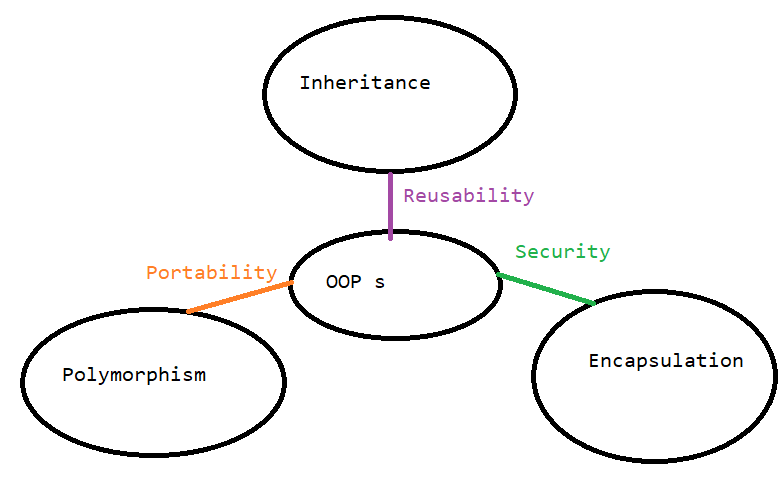 Inheritance
Reusability
Security
Portability
OOP s
Encapsulation
Polymorphism